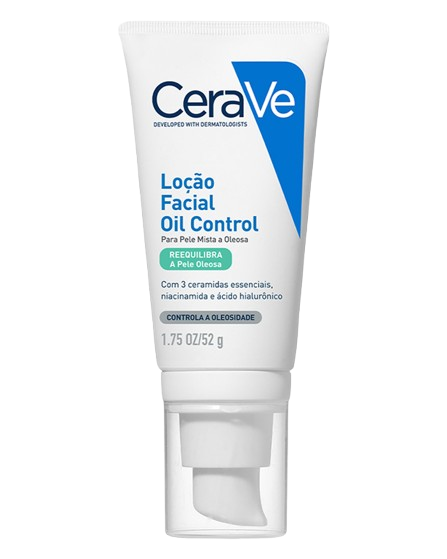 CeraVe
DEVELOPED WITH DERMATOLOGISTS
Loção
Facial
Oil Control
Para Pele Mista a Oleosa
REEQUILIBRA
A Pele Oleosa
Com 3 ceramidas essenciais,
niacinamida e ácido hialurônico
CONTROLA A OLEOSIDADE
1.75 OZ/52 g